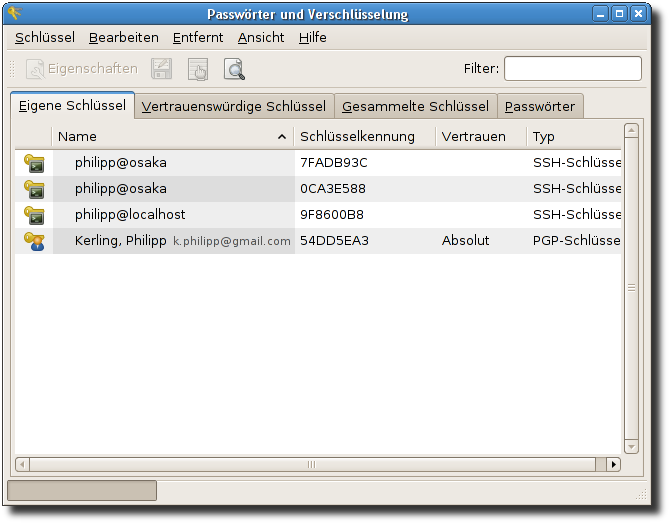 Passwörter und Verschlüsselung
Schlüssel Bearbeiten Entfernt Ansicht Hilfe
Eigenschaften Filter:
Eigene Schlüssel Vertrauenswürdige Schlüssel Gesammelte Schlüssel Passwörter
Name Schlüsselkennung Vertrauen Typ
philipp@osaka 7FADB93C SSH-Schlüsse
philipp@osaka 0CA3E588 SSH-Schlüsse
philipp@localhost 9F8600B8 SSH-Schlüsse
Kerling, Philipp k.philipp@gmail.com 54DD5EA3 Absolut PGP-Schlüsse